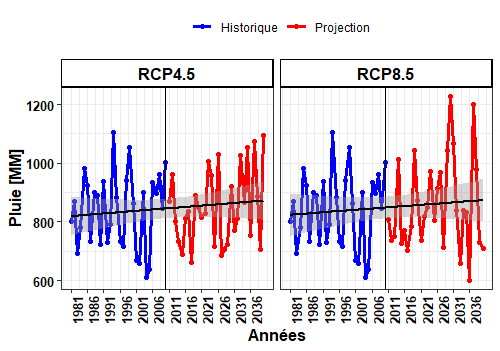 Historique Projection
RCP4.5 RCP8.5
Pluie [MM]
1200
1000
800
600
1981 1986 1991 1996 2001 2006 2011 2016 2021 2026 2031 2036 1981 1986 1991 1996 2001 2006 2011 2016 2021 2026 2031 2036
Années